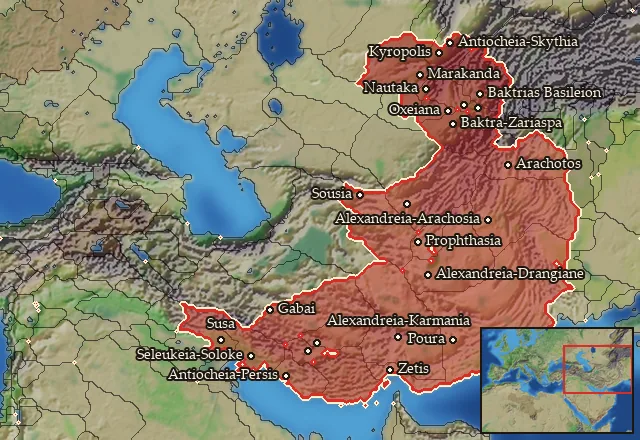 Antiocheia-Skythia
Kyropolis
Marakanda
Nautaka
Baktrias Basileion
Oxeiana
Baktra-Zariaspa
Arachotos
Sousia
Alexandreia-Arachosia
Prophthasia
Alexandreia-Drangiane
Gabai
Susa
Alexandreia-Karmania
Poura
Seleukeia-Soloke
Antiocheia-Persis
Zetis